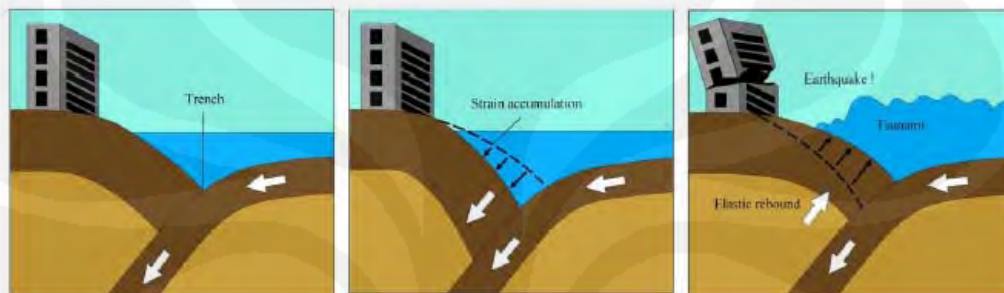 Trench
Strain accumulation
Earthquake !
Tsunami
Elastic rebound